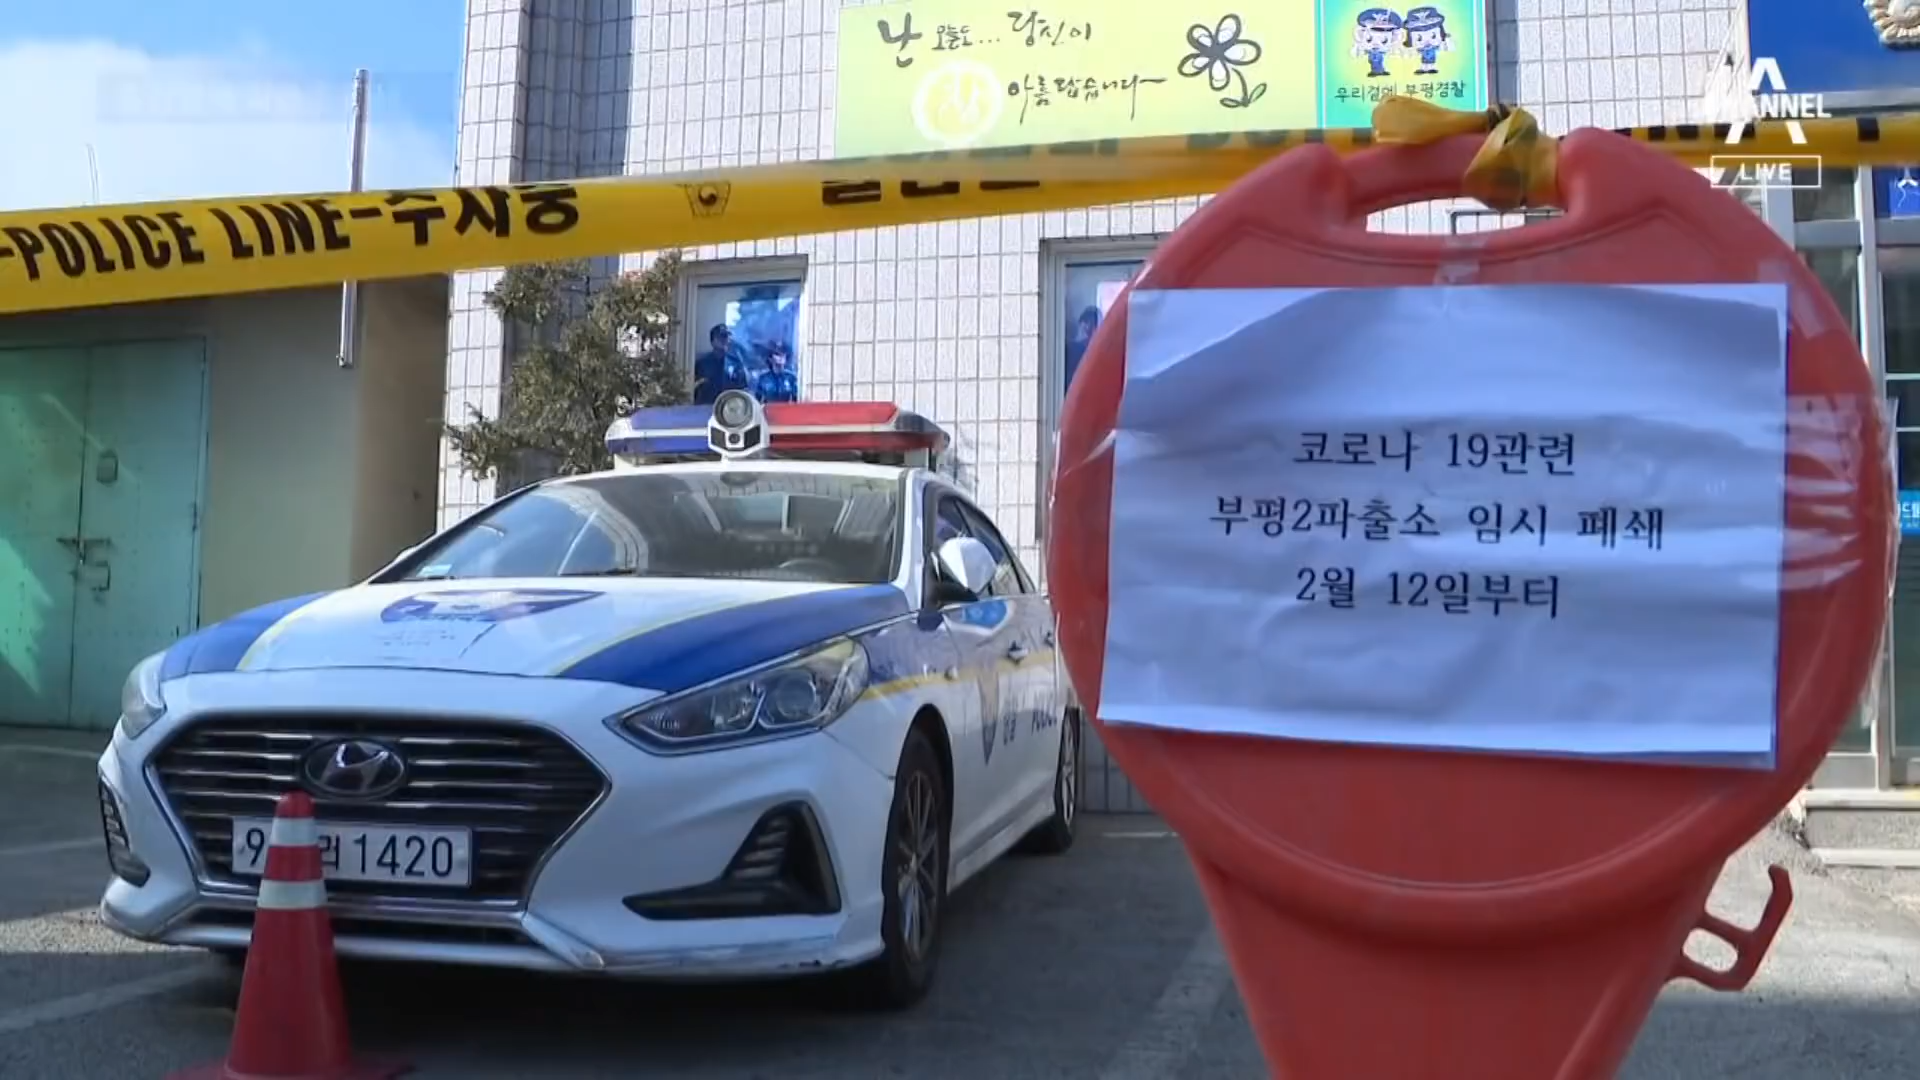 난 오늘도... 당신이
참 아름답습니다~
우리곁에 부평경찰
CHANNEL A
LIVE
-POLICE LINE-수사중
코로나 19관련
부평2파출소 임시 폐쇄
2월 12일부터
1420